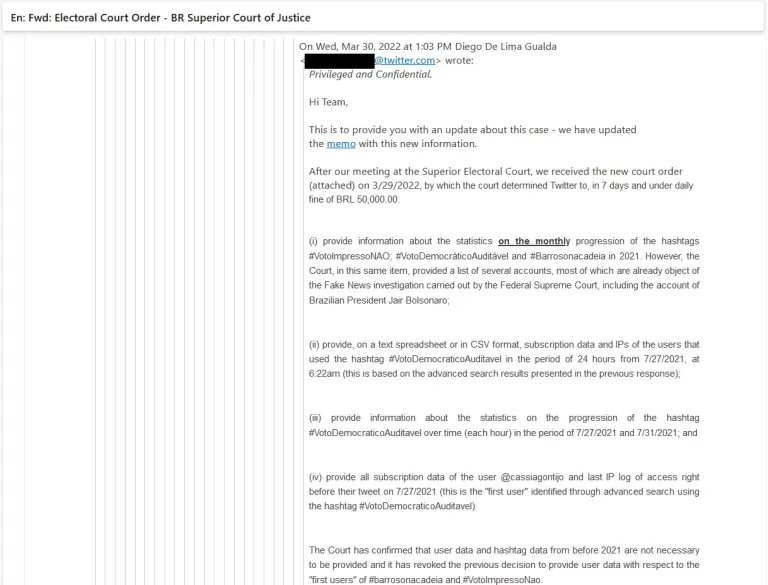 En: Fwd: Electoral Court Order - BR Superior Court of Justice
On Wed, Mar 30, 2022 at 1:03 PM Diego De Lima Gualda
<@twitter.com> wrote:
Privileged and Confidential.
Hi Team,
This is to provide you with an update about this case - we have updated
the memo with this new information.
After our meeting at the Superior Electoral Court, we received the new court order
(attached) on 3/29/2022, by which the court determined Twitter to, in 7 days and under daily
fine of BRL 50,000.00:
(i) provide information about the statistics on the monthly progression of the hashtags
#VotoImpressoNAO; #VotoDemocráticoAuditável and #Barrosonacadeia in 2021. However, the
Court, in this same item, provided a list of several accounts, most of which are already object of
the Fake News investigation carried out by the Federal Supreme Court, including the account of
Brazilian President Jair Bolsonaro;
(ii) provide, on a text spreadsheet or in CSV format, subscription data and IPs of the users that
used the hashtag #VotoDemocraticoAuditavel in the period of 24 hours from 7/27/2021, at
6:22am (this is based on the advanced search results presented in the previous response);
(iii) provide information about the statistics on the progression of the hashtag
#VotoDemocraticoAuditavel over time (each hour) in the period of 7/27/2021 and 7/31/2021; and
(iv) provide all subscription data of the user @cassiagontijo and last IP log of access right
before their tweet on 7/27/2021 (this is the "first user" identified through advanced search using
the hashtag #VotoDemocraticoAuditavel).
The Court has confirmed that user data and hashtag data from before 2021 are not necessary
to be provided and it has revoked the previous decision to provide user data with respect to the
"first users" of #barrosonacadeia and #VotoImpressoNao.